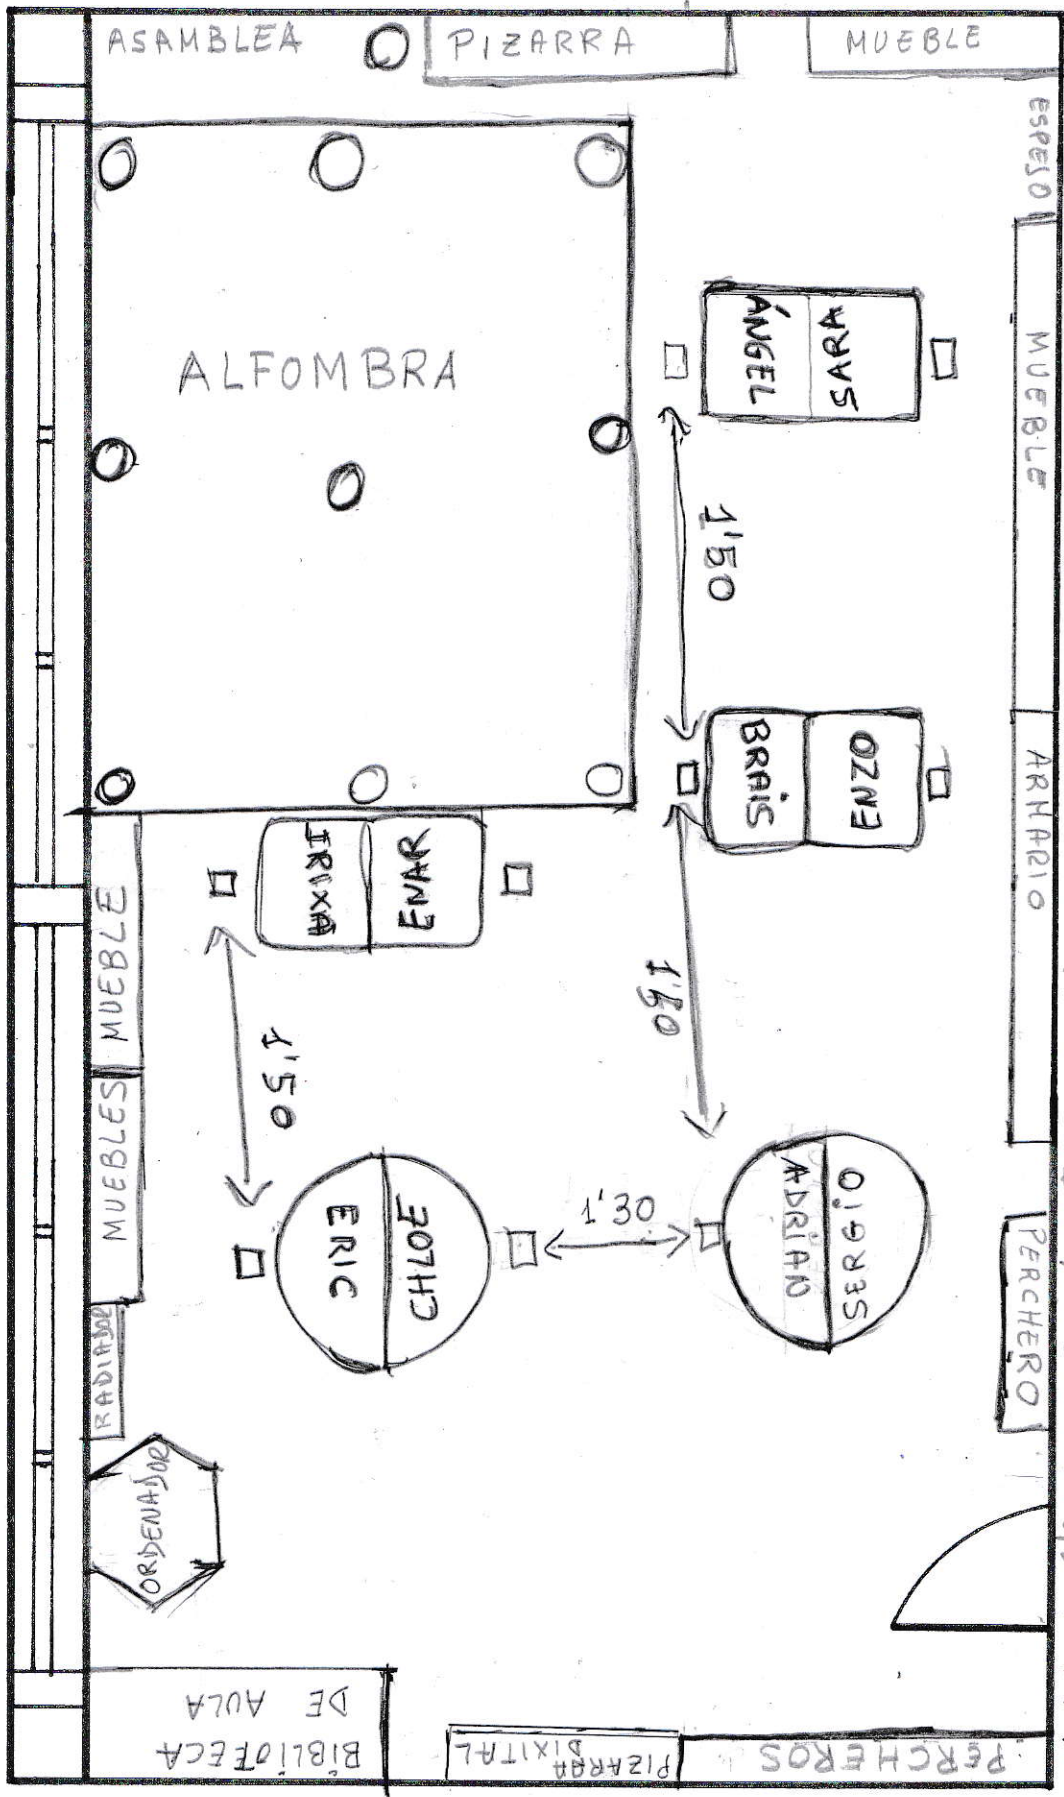 ASAMBLEA
PIZARRA
MUEBLE
ESPEJO
ALFOMBRA
ÁNGEL
SARA
MUEBLE
1'50
BRAIS
ENZO
ARMARIO
IRIXA
ENAR
MUEBLE
1'50
1'50
MUEBLES
ERIC
CHLOE
1'30
ADRIÁN
SERGIO
PERCHERO
RADIADOR
ORDENADOR
BIBLIOTECA
DE AULA
PIZARRA
DIXITAL
PERCHEROS